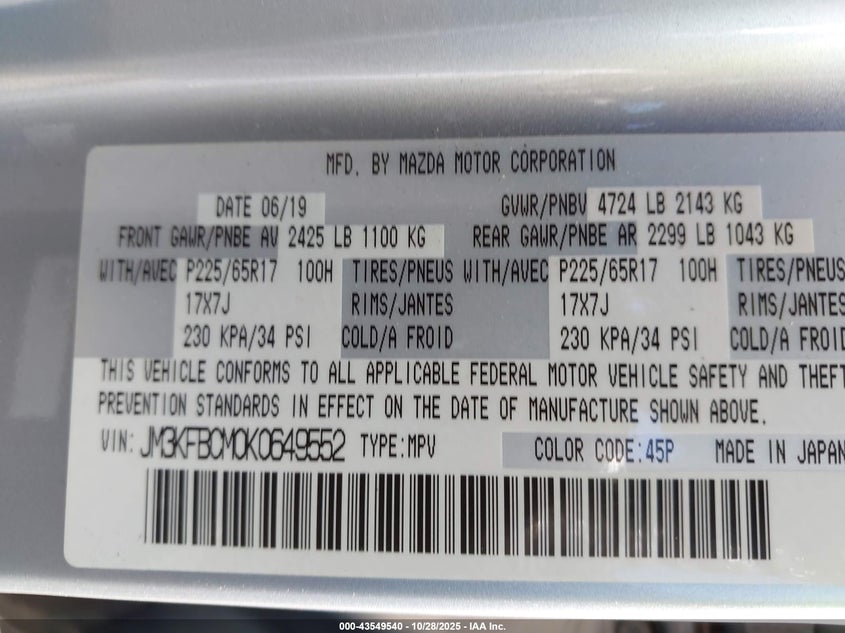 MFD. BY MAZDA MOTOR CORPORATION
DATE 06/19 GVWR/PNBV 4724 LB 2143 KG
FRONT GAWR/PNBE AV 2425 LB 1100 KG REAR GAWR/PNBE AR 2299 LB 1043 KG
WITH/AVEC P225/65R17 100H TIRES/PNEUS WITH/AVEC P225/65R17 100H TIRES/PNEUS
17X7J RIMS/JANTES 17X7J RIMS/JANTES
230 KPA/34 PSI COLD/A FROID 230 KPA/34 PSI COLD/A FROID
THIS VEHICLE CONFORMS TO ALL APPLICABLE FEDERAL MOTOR VEHICLE SAFETY AND THEFT
PREVENTION STANDARDS IN EFFECT ON THE DATE OF MANUFACTURE SHOWN ABOVE.
VIN: JM3KFBCM0K0649552 TYPE:MPV COLOR CODE:45P MADE IN JAPAN
000-43549540 - 10/28/2025 - IAA Inc.